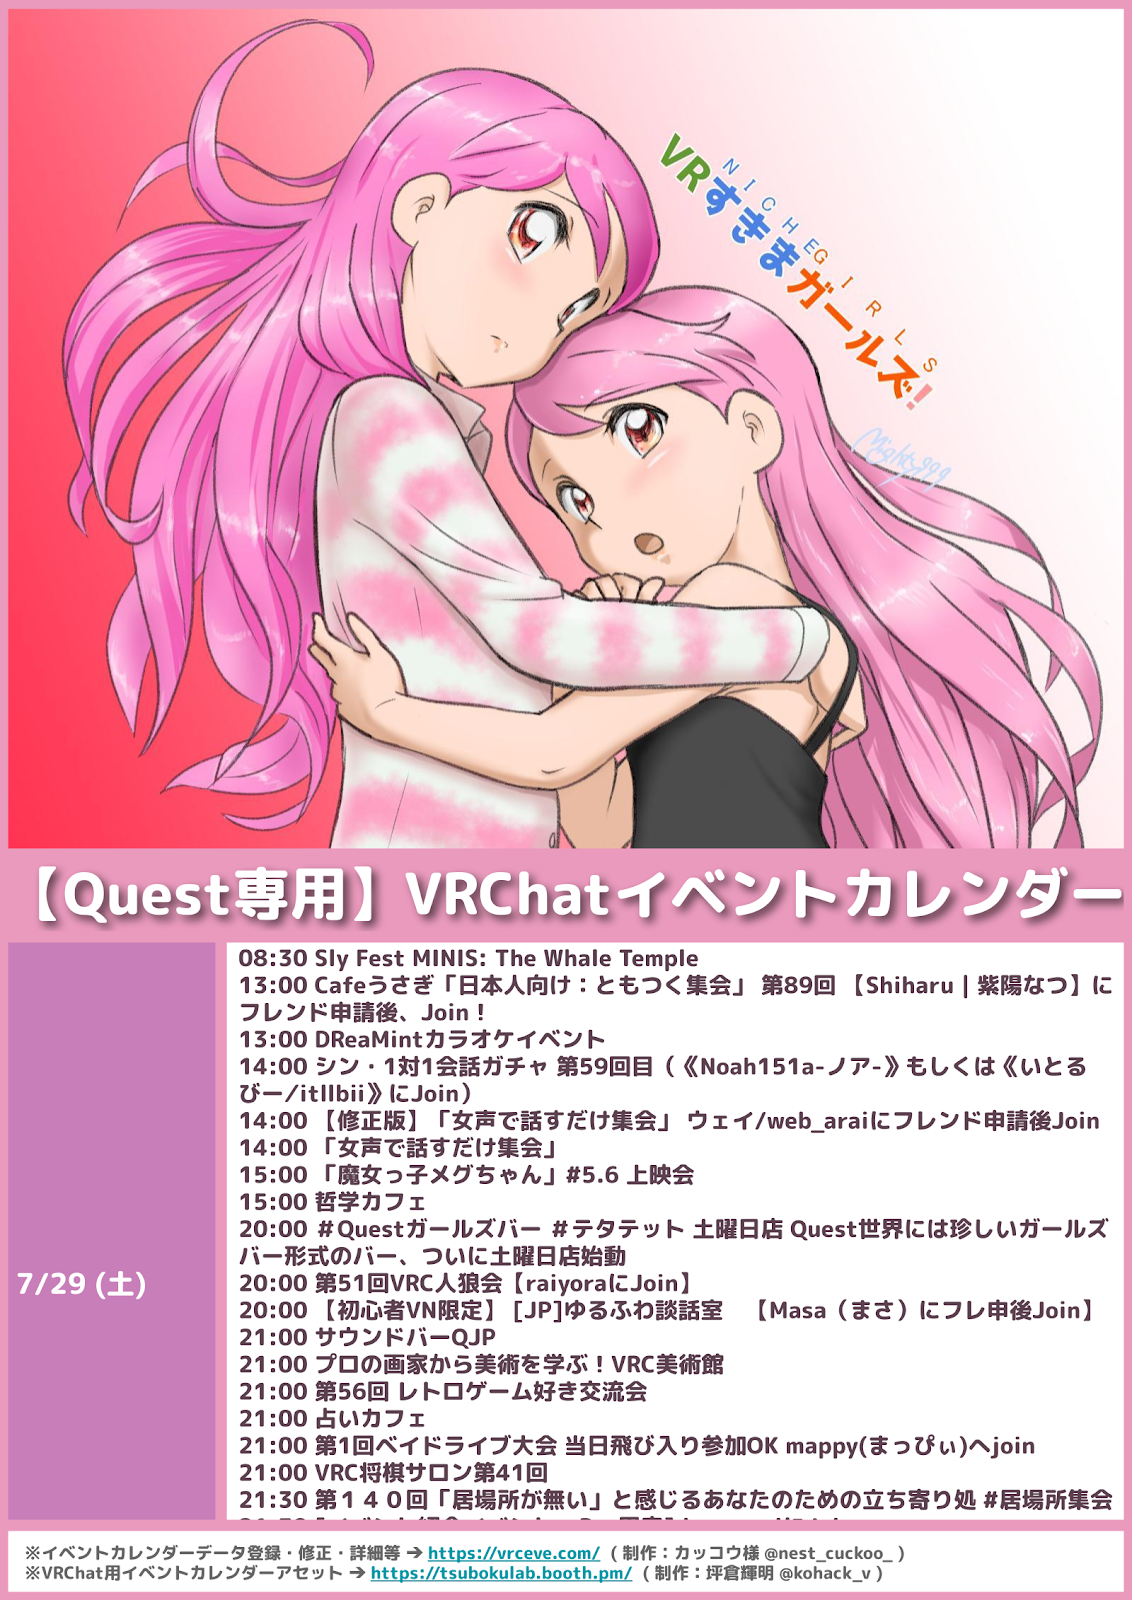 VRすきまガールズ!
NICHE GIRLS
Mighty999
【Quest専用】VRChatイベントカレンダー
7/29 (土)
08:30 Sly Fest MINIS: The Whale Temple
13:00 Cafeうさぎ「日本人向け：ともつく集会」 第89回 【Shiharu | 紫陽なつ】に
フレンド申請後、Join！
13:00 DReaMintカラオケイベント
14:00 シン・1対1会話ガチャ 第59回目（《Noah151a-ノア-》もしくは《いとる
びー/itllbii》にJoin）
14:00 【修正版】「女声で話すだけ集会」 ウェイ/web_araiにフレンド申請後Join
14:00 「女声で話すだけ集会」
15:00 「魔女っ子メグちゃん」#5.6 上映会
15:00 哲学カフェ
20:00 ＃Questガールズバー ＃テタテット 土曜日店 Quest世界には珍しいガールズ
バー形式のバー、ついに土曜日店始動
20:00 第51回VRC人狼会【raiyoraにJoin】
20:00 【初心者VN限定】 [JP]ゆるふわ談話室　【Masa（まさ）にフレ申後Join】
21:00 サウンドバーQJP
21:00 プロの画家から美術を学ぶ！VRC美術館
21:00 第56回 レトロゲーム好き交流会
21:00 占いカフェ
21:00 第1回ベイドライブ大会 当日飛び入り参加OK mappy(まっぴぃ)へjoin
21:00 VRC将棋サロン第41回
21:30 第１４０回「居場所が無い」と感じるあなたのための立ち寄り処 #居場所集会
※イベントカレンダーデータ登録・修正・詳細等 ➔ https://vrceve.com/ （制作：カッコウ様 @nest_cuckoo_ ）
※VRChat用イベントカレンダーアセット ➔ https://tsubokulab.booth.pm/ （制作：坪倉輝明 @kohack_v ）